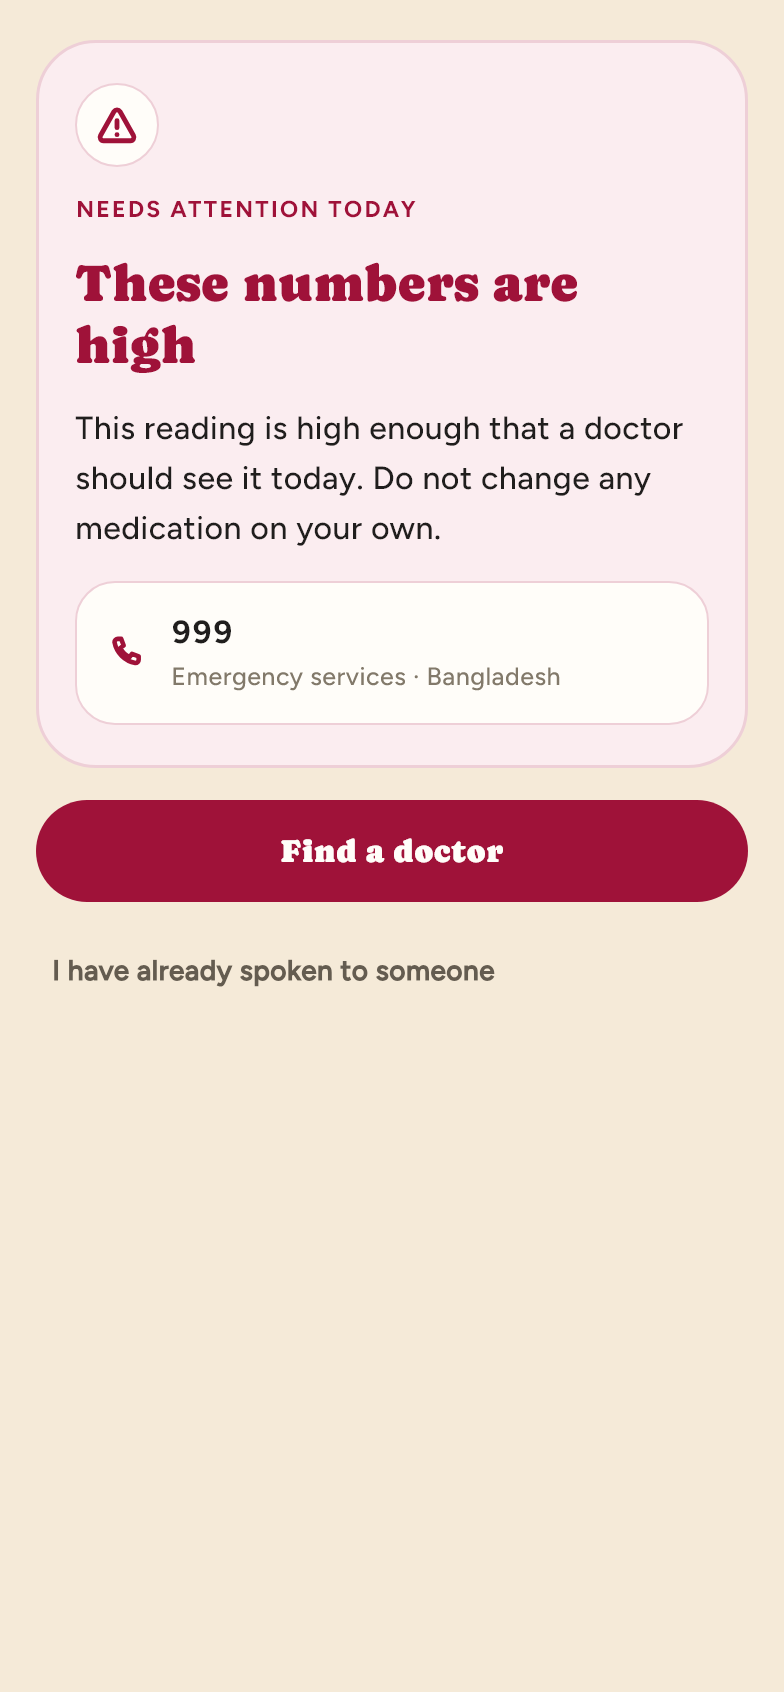 NEEDS ATTENTION TODAY
These numbers are
high
This reading is high enough that a doctor
should see it today. Do not change any
medication on your own.
999
Emergency services · Bangladesh
Find a doctor
I have already spoken to someone